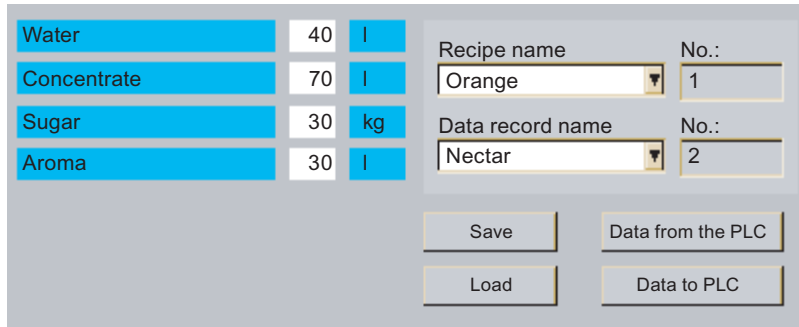 Water 40 l
Concentrate 70 l
Sugar 30 kg
Aroma 30 l
Recipe name No.:
Orange 1
Data record name No.:
Nectar 2
Save Data from the PLC
Load Data to PLC